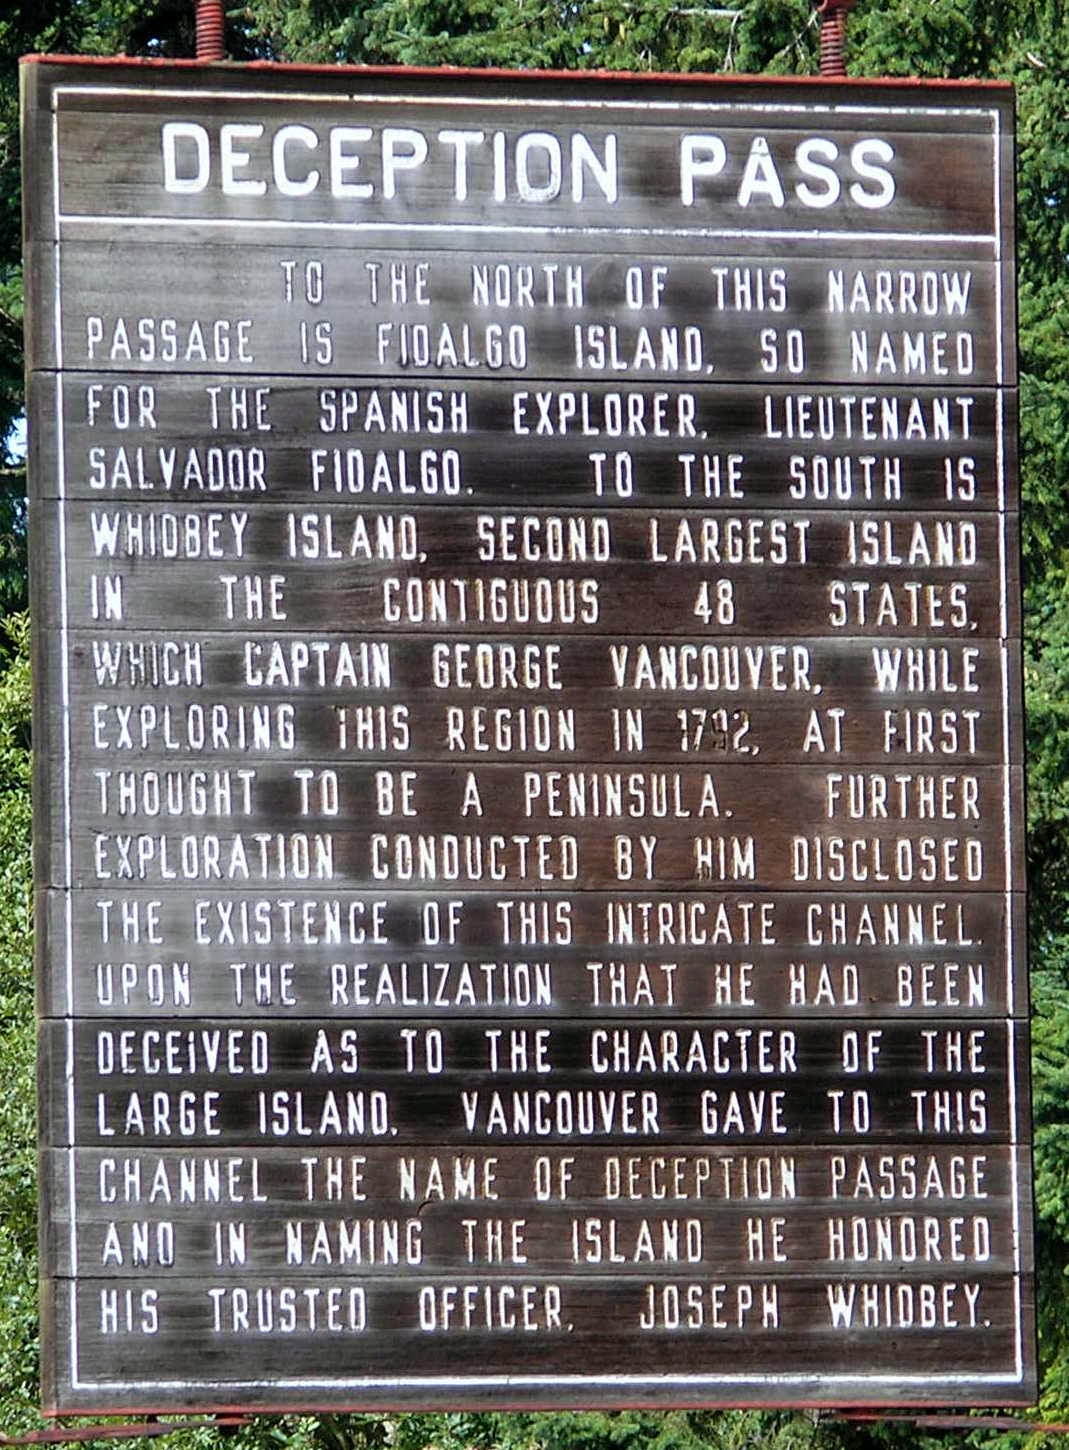 DECEPTION PASS
TO THE NORTH OF THIS NARROW
PASSAGE IS FIDALGO ISLAND, SO NAMED
FOR THE SPANISH EXPLORER, LIEUTENANT
SALVADOR FIDALGO. TO THE SOUTH IS
WHIDBEY ISLAND, SECOND LARGEST ISLAND
IN THE CONTIGUOUS 48 STATES,
WHICH CAPTAIN GEORGE VANCOUVER, WHILE
EXPLORING THIS REGION IN 1792, AT FIRST
THOUGHT TO BE A PENINSULA. FURTHER
EXPLORATION CONDUCTED BY HIM DISCLOSED
THE EXISTENCE OF THIS INTRICATE CHANNEL.
UPON THE REALIZATION THAT HE HAD BEEN
DECEIVED AS TO THE CHARACTER OF THE
LARGE ISLAND, VANCOUVER GAVE TO THIS
CHANNEL THE NAME OF DECEPTION PASSAGE
AND IN NAMING THE ISLAND HE HONORED
HIS TRUSTED OFFICER, JOSEPH WHIDBEY.